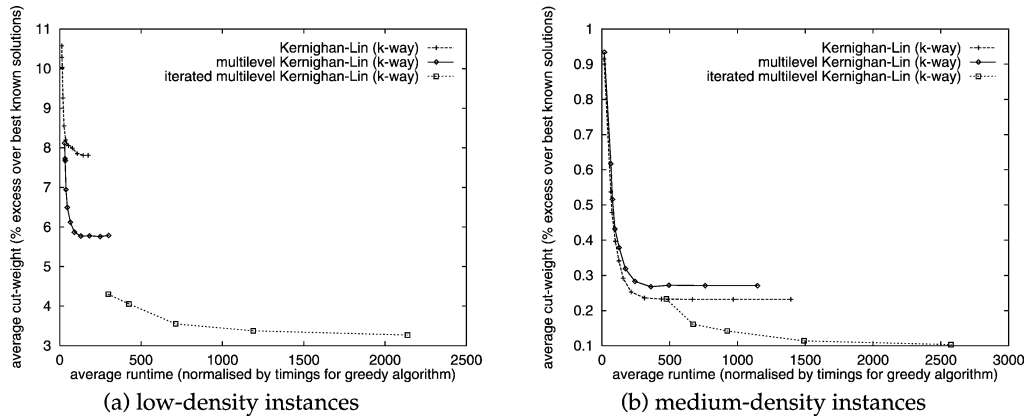 average cut-weight (% excess over best known solutions)
11
10
9
8
7
6
5
4
3
Kernighan-Lin (k-way)
multilevel Kernighan-Lin (k-way)
iterated multilevel Kernighan-Lin (k-way)
0
500
1000
1500
2000
2500
average runtime (normalised by timings for greedy algorithm)
(a) low-density instances
average cut-weight (% excess over best known solutions)
1
0.9
0.8
0.7
0.6
0.5
0.4
0.3
0.2
0.1
Kernighan-Lin (k-way)
multilevel Kernighan-Lin (k-way)
iterated multilevel Kernighan-Lin (k-way)
0
500
1000
1500
2000
2500
3000
average runtime (normalised by timings for greedy algorithm)
(b) medium-density instances